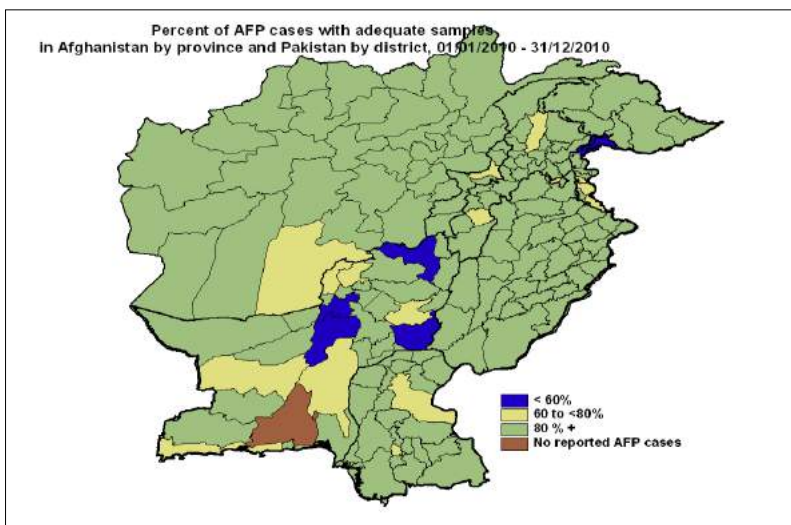 Percent of AFP cases with adequate samples
in Afghanistan by province and Pakistan by district, 01/01/2010 - 31/12/2010
< 60%
60 to <80%
80 % +
No reported AFP cases